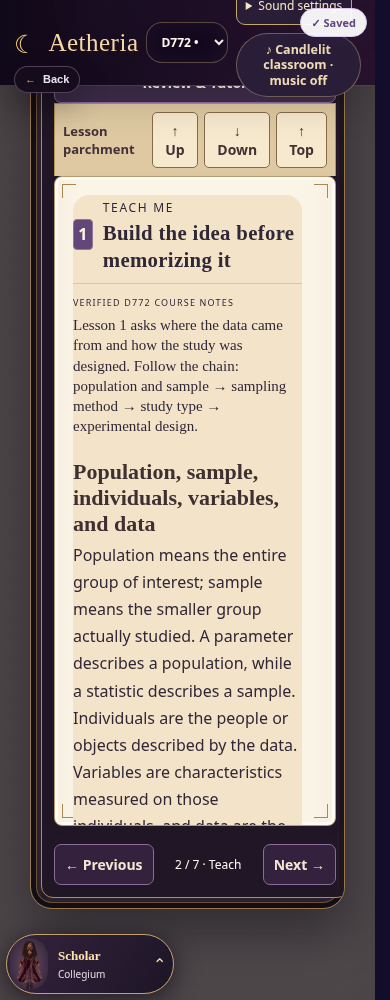 ▶ Sound settings
✓ Saved
☾ Aetheria
D772 •
♪ Candlelit
classroom ·
music off
← Back
Lesson
parchment
↑
Up
↓
Down
↑
Top
TEACH ME
1
Build the idea before
memorizing it
VERIFIED D772 COURSE NOTES
Lesson 1 asks where the data came
from and how the study was
designed. Follow the chain:
population and sample → sampling
method → study type →
experimental design.
Population, sample,
individuals, variables,
and data
Population means the entire
group of interest; sample
means the smaller group
actually studied. A parameter
describes a population, while
a statistic describes a sample.
Individuals are the people or
objects described by the data.
Variables are characteristics
measured on those
individuals, and data are the
← Previous
2 / 7 · Teach
Next →
Scholar
Collegium